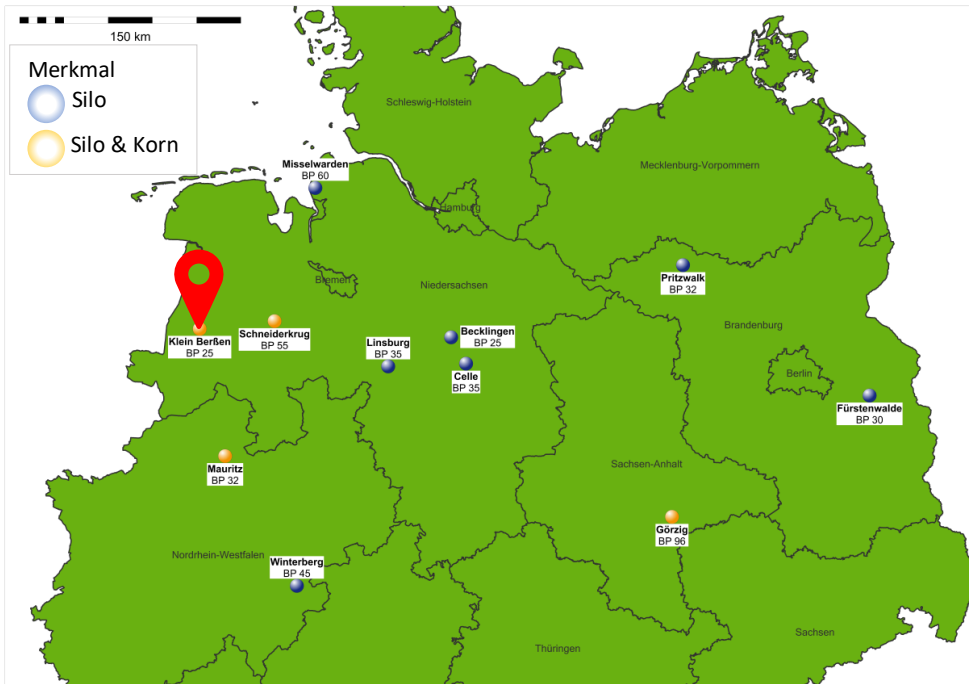 150 km
Merkmal
Silo
Silo & Korn
Schleswig-Holstein
Mecklenburg-Vorpommern
Misselwarden
BP 60
Hamburg
Bremen
Niedersachsen
Pritzwalk
BP 32
Brandenburg
Klein Berßen
BP 25
Schneiderkrug
BP 55
Linsburg
BP 35
Becklingen
BP 25
Celle
BP 35
Berlin
Fürstenwalde
BP 30
Mauritz
BP 32
Sachsen-Anhalt
Görzig
BP 96
Nordrhein-Westfalen
Winterberg
BP 45
Sachsen
Thüringen